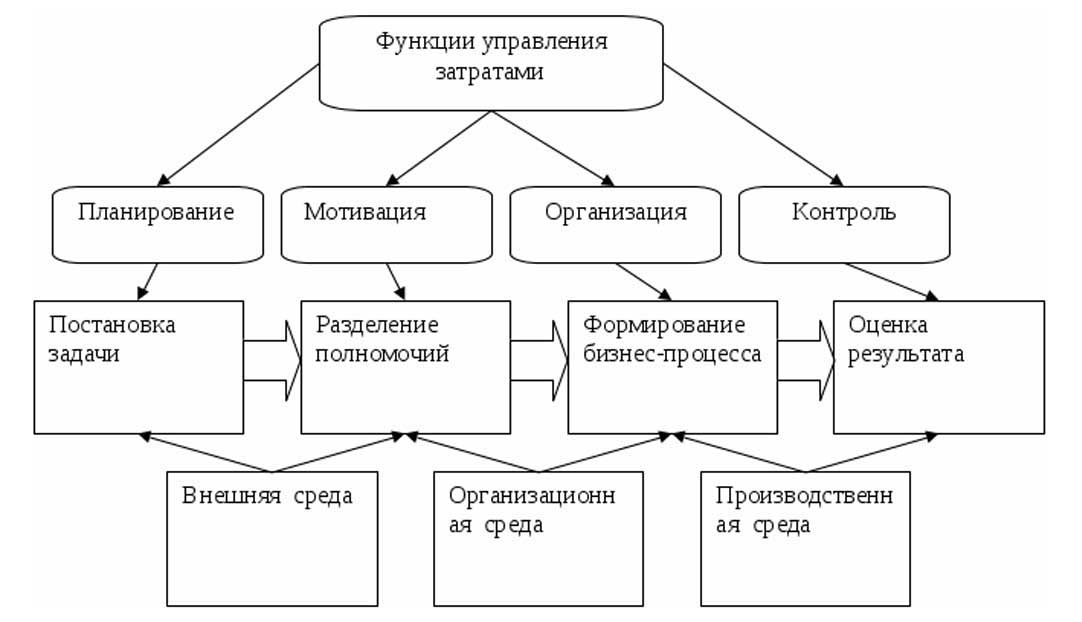 Функции управления
затратами
Планирование
Мотивация
Организация
Контроль
Постановка
задачи
Разделение
полномочий
Формирование
бизнес-процесса
Оценка
результата
Внешняя среда
Организационн
ая среда
Производственн
ая среда